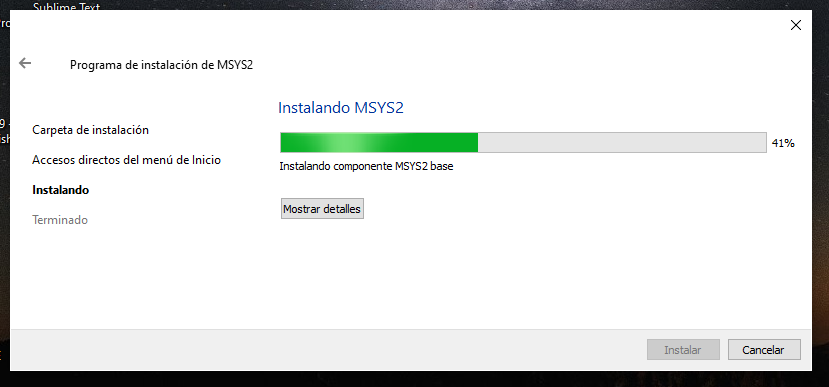 Sublime Text
Programa de instalación de MSYS2
Carpeta de instalación
Accesos directos del menú de Inicio
Instalando
Terminado
Instalando MSYS2
41%
Instalando componente MSYS2 base
Mostrar detalles
Instalar
Cancelar